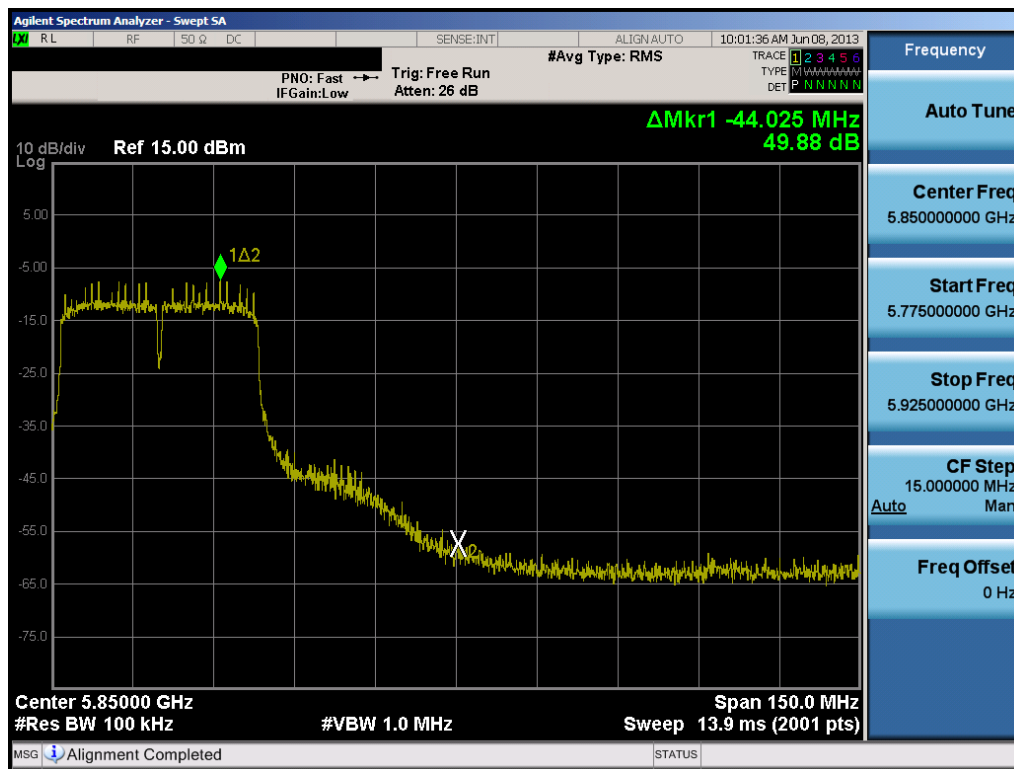 Agilent Spectrum Analyzer - Swept SA
LXI RL RF 50 Ω DC SENSE:INT ALIGN AUTO 10:01:36 AM Jun 08, 2013
PNO: Fast
IFGain:Low
Trig: Free Run
Atten: 26 dB
#Avg Type: RMS
TRACE 1 2 3 4 5 6
TYPE M WWWWW
DET P N N N N N
ΔMkr1 -44.025 MHz
49.88 dB
10 dB/div Ref 15.00 dBm
Log
5.00
-5.00
-15.0
-25.0
-35.0
-45.0
-55.0
-65.0
-75.0
1Δ2
X2
Center 5.85000 GHz Span 150.0 MHz
#Res BW 100 kHz #VBW 1.0 MHz Sweep 13.9 ms (2001 pts)
MSG Alignment Completed STATUS
Frequency
Auto Tune
Center Freq
5.850000000 GHz
Start Freq
5.775000000 GHz
Stop Freq
5.925000000 GHz
CF Step
15.000000 MHz
Auto Man
Freq Offset
0 Hz